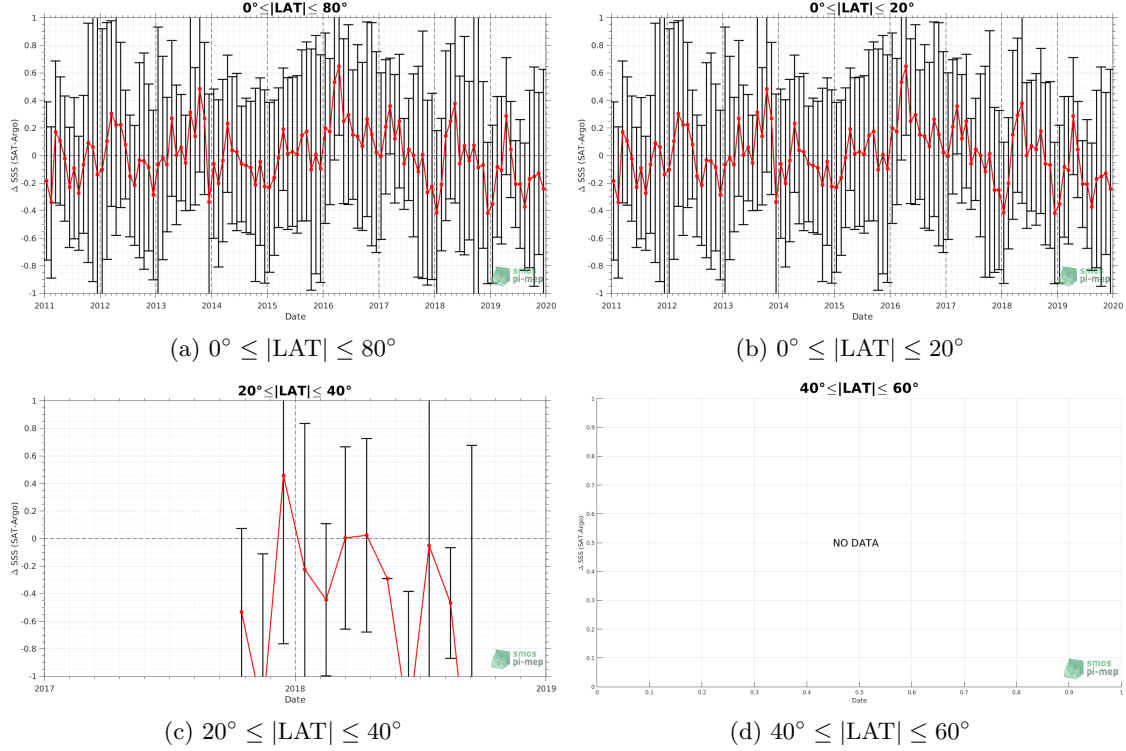 0°≤|LAT|≤ 80°
Δ SSS (SAT-Argo)
1
0.8
0.6
0.4
0.2
0
-0.2
-0.4
-0.6
-0.8
-1
2011 2012 2013 2014 2015 2016 2017 2018 2019 2020
Date
smos
pi-mep
(a) 0° ≤ |LAT| ≤ 80°
0°≤|LAT|≤ 20°
Δ SSS (SAT-Argo)
1
0.8
0.6
0.4
0.2
0
-0.2
-0.4
-0.6
-0.8
-1
2011 2012 2013 2014 2015 2016 2017 2018 2019 2020
Date
smos
pi-mep
(b) 0° ≤ |LAT| ≤ 20°
20°≤|LAT|≤ 40°
Δ SSS (SAT-Argo)
1
0.8
0.6
0.4
0.2
0
-0.2
-0.4
-0.6
-0.8
-1
2017 2018 2019
Date
smos
pi-mep
(c) 20° ≤ |LAT| ≤ 40°
40°≤|LAT|≤ 60°
Δ SSS (SAT-Argo)
1
0.9
0.8
0.7
0.6
0.5
0.4
0.3
0.2
0.1
0
NO DATA
0 0.1 0.2 0.3 0.4 0.5 0.6 0.7 0.8 0.9 1
Date
smos
pi-mep
(d) 40° ≤ |LAT| ≤ 60°